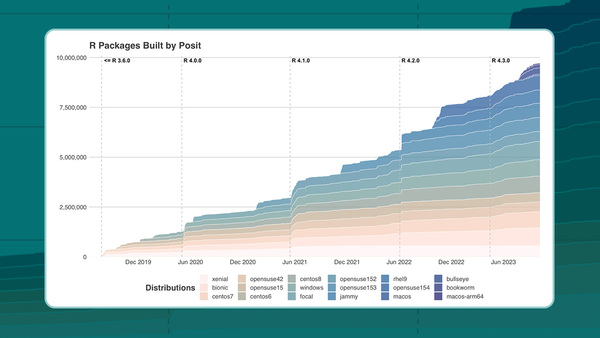 R Packages Built by Posit
10,000,000
<= R 3.6.0 R 4.0.0 R 4.1.0 R 4.2.0 R 4.3.0
7,500,000
5,000,000
2,500,000
0
Dec 2019 Jun 2020 Dec 2020 Jun 2021 Dec 2021 Jun 2022 Dec 2022 Jun 2023
xenial opensuse42 centos8 opensuse152 rhel9 bullseye
Distributions bionic opensuse15 windows opensuse153 opensuse154 bookworm
centos7 centos6 focal jammy macos macos-arm64